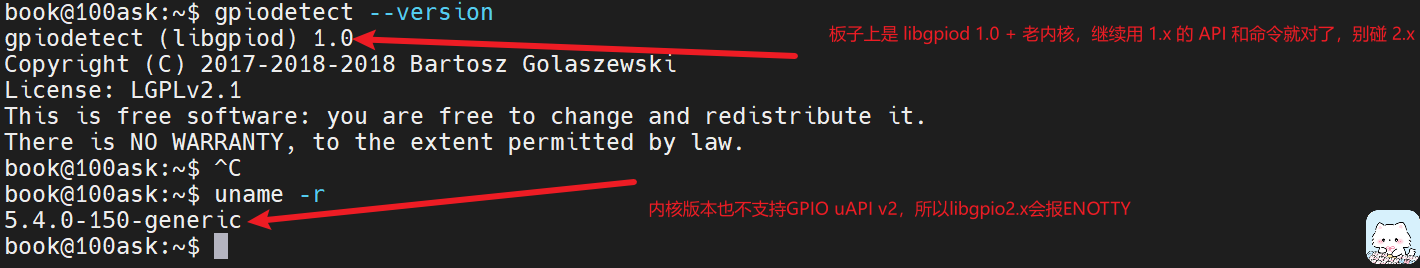 book@100ask:~$ gpiodetect --version
gpiodetect (libgpiod) 1.0
板子上是 libgpiod 1.0 + 老内核，继续用 1.x 的 API 和命令就对了，别碰 2.x
Copyright (C) 2017-2018-2018 Bartosz Golaszewski
License: LGPLv2.1
This is free software: you are free to change and redistribute it.
There is NO WARRANTY, to the extent permitted by law.
book@100ask:~$ ^C
book@100ask:~$ uname -r
5.4.0-150-generic
内核版本也不支持GPIO uAPI v2，所以libgpio2.x会报ENOTTY
book@100ask:~$